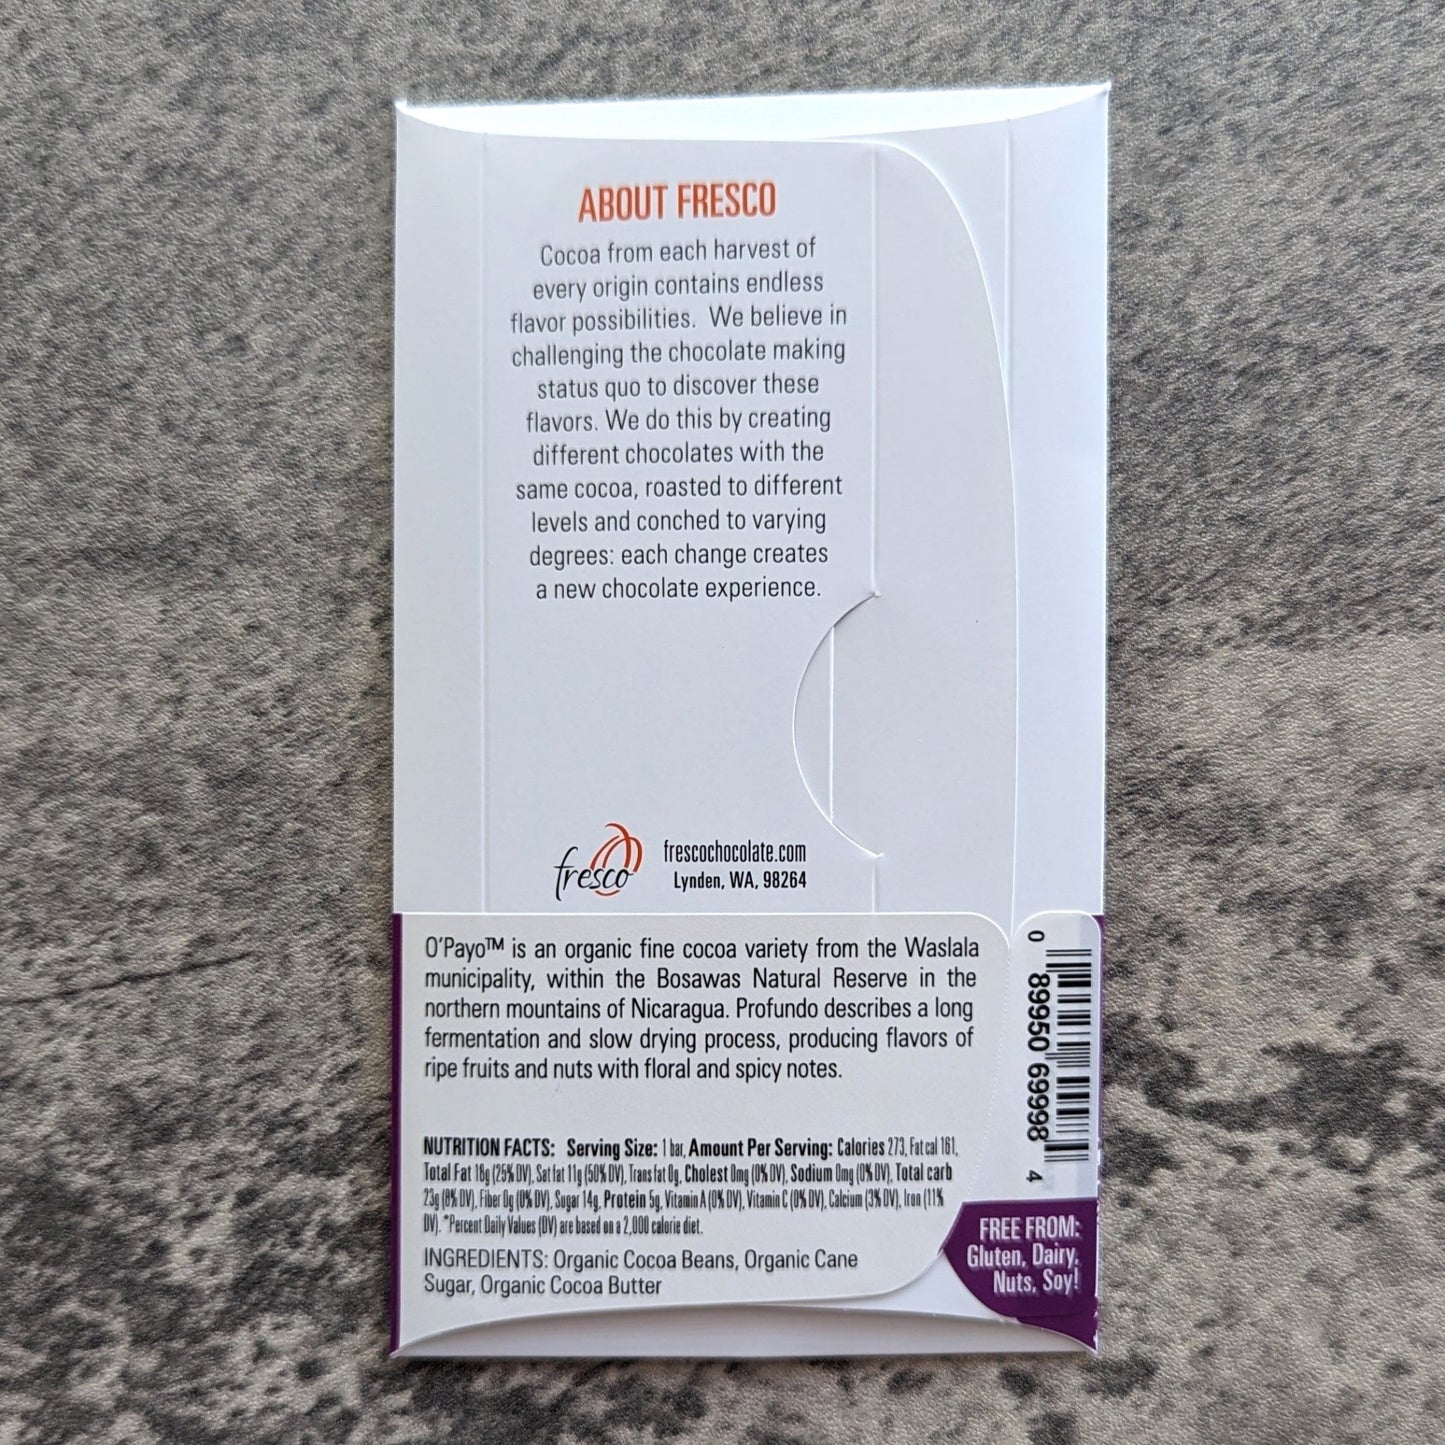 ABOUT FRESCO
Cocoa from each harvest of
every origin contains endless
flavor possibilities.  We believe in
challenging the chocolate making
status quo to discover these
flavors. We do this by creating
different chocolates with the
same cocoa, roasted to different
levels and conched to varying
degrees: each change creates
a new chocolate experience.
fresco
frescochocolate.com
Lynden, WA, 98264
O'Payo™ is an organic fine cocoa variety from the Waslala
municipality, within the Bosawas Natural Reserve in the
northern mountains of Nicaragua. Profundo describes a long
fermentation and slow drying process, producing flavors of
ripe fruits and nuts with floral and spicy notes.
0 89950 69998 4
NUTRITION FACTS: Serving Size: 1 bar, Amount Per Serving: Calories 273, Fat cal 161,
Total Fat 18g (25% DV), Sat fat 11g (50% DV), Trans fat 0g, Cholest 0mg (0% DV), Sodium 0mg (0% DV), Total carb
23g (8% DV), Fiber 0g (0% DV), Sugar 14g, Protein 5g, Vitamin A (0% DV), Vitamin C (0% DV), Calcium (3% DV), Iron (11%
DV). *Percent Daily Values (DV) are based on a 2,000 calorie diet.
INGREDIENTS: Organic Cocoa Beans, Organic Cane
Sugar, Organic Cocoa Butter
FREE FROM:
Gluten, Dairy,
Nuts, Soy!